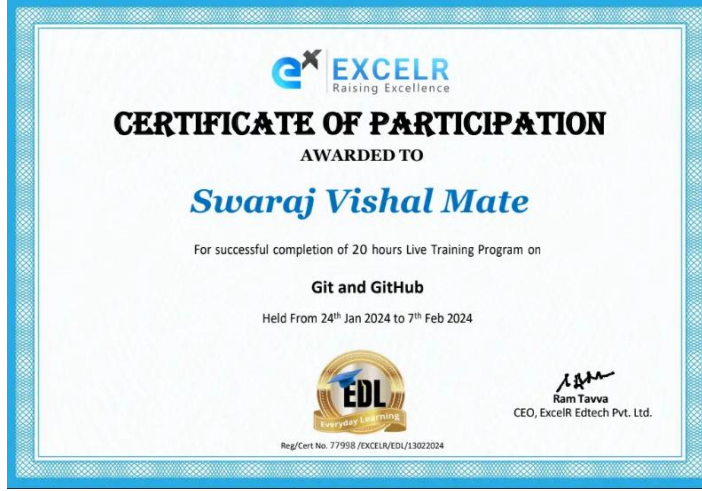 ex EXCELR
Raising Excellence
CERTIFICATE OF PARTICIPATION
AWARDED TO
Swaraj Vishal Mate
For successful completion of 20 hours Live Training Program on
Git and GitHub
Held From 24th Jan 2024 to 7th Feb 2024
EDL
Everyday Learning
Ram Tavva
CEO, ExcelR Edtech Pvt. Ltd.
Reg/Cert No. 77998 /EXCELR/EDL/13022024